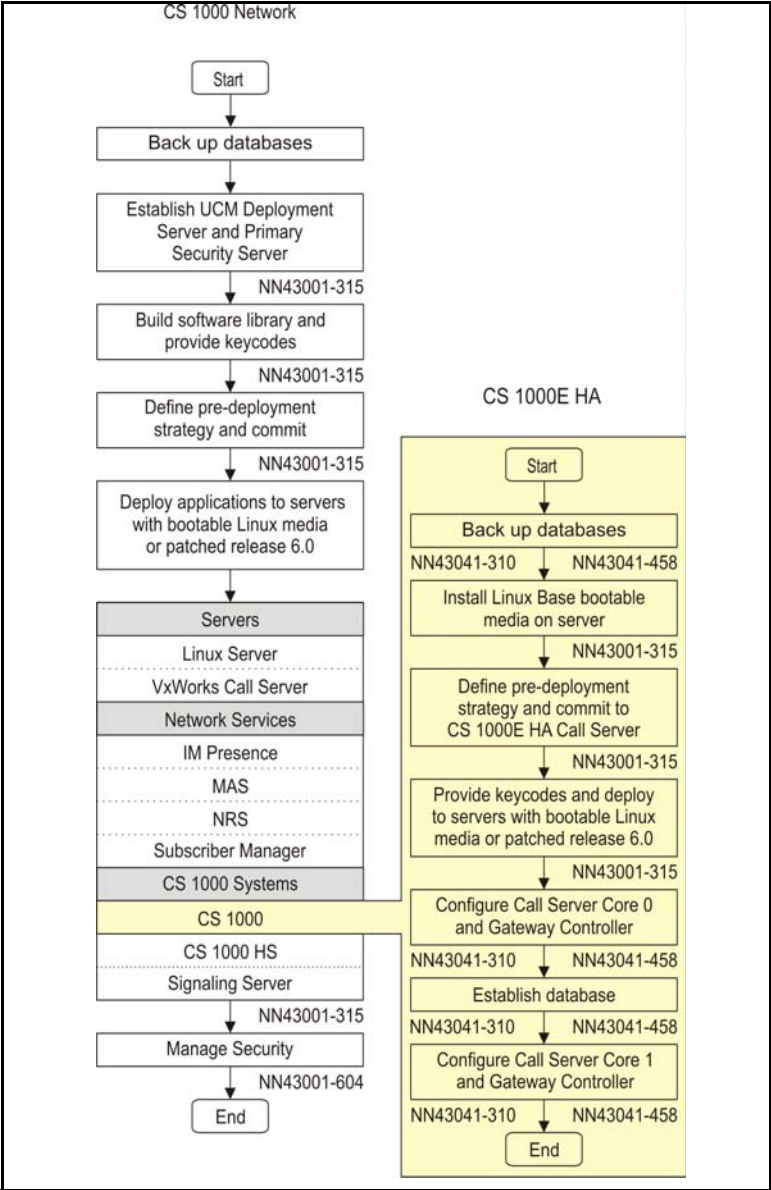 CS 1000 Network
Start
Back up databases
Establish UCM Deployment
Server and Primary
Security Server
NN43001-315
Build software library and
provide keycodes
NN43001-315
Define pre-deployment
strategy and commit
NN43001-315
Deploy applications to servers
with bootable Linux media
or patched release 6.0
Servers
Linux Server
VxWorks Call Server
Network Services
IM Presence
MAS
NRS
Subscriber Manager
CS 1000 Systems
CS 1000
CS 1000 HS
Signaling Server
NN43001-315
Manage Security
NN43001-604
End
CS 1000E HA
Start
Back up databases
NN43041-310 NN43041-458
Install Linux Base bootable
media on server
NN43001-315
Define pre-deployment
strategy and commit to
CS 1000E HA Call Server
NN43001-315
Provide keycodes and deploy
to servers with bootable Linux
media or patched release 6.0
NN43001-315
Configure Call Server Core 0
and Gateway Controller
NN43041-310 NN43041-458
Establish database
NN43041-310 NN43041-458
Configure Call Server Core 1
and Gateway Controller
NN43041-310 NN43041-458
End